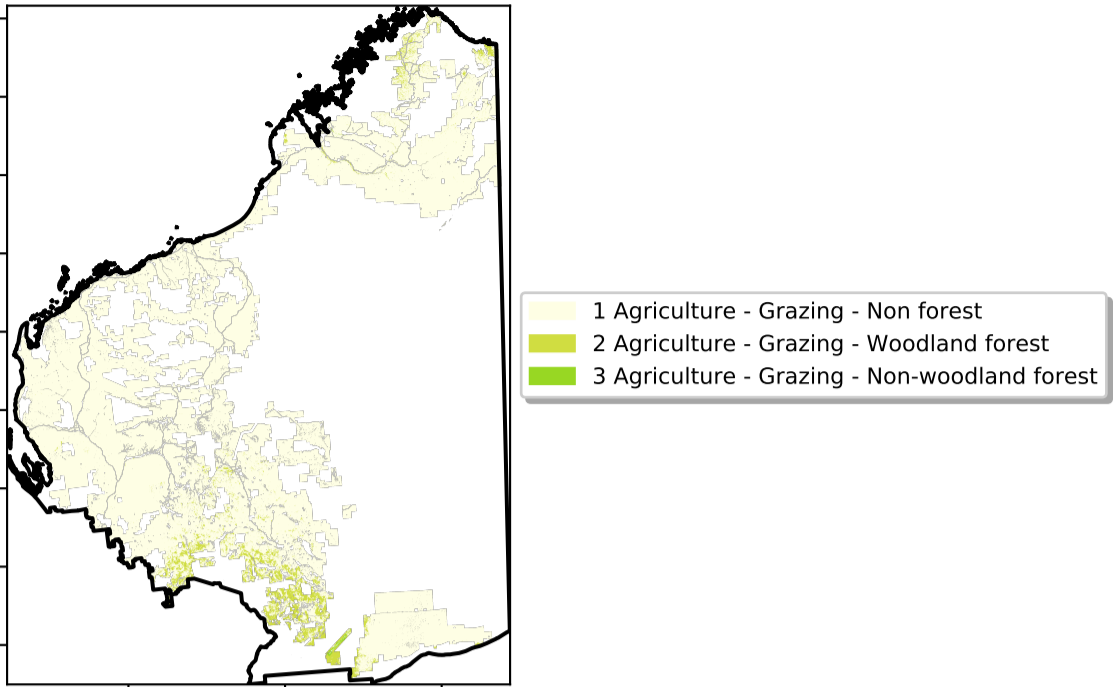 1 Agriculture - Grazing - Non forest
2 Agriculture - Grazing - Woodland forest
3 Agriculture - Grazing - Non-woodland forest